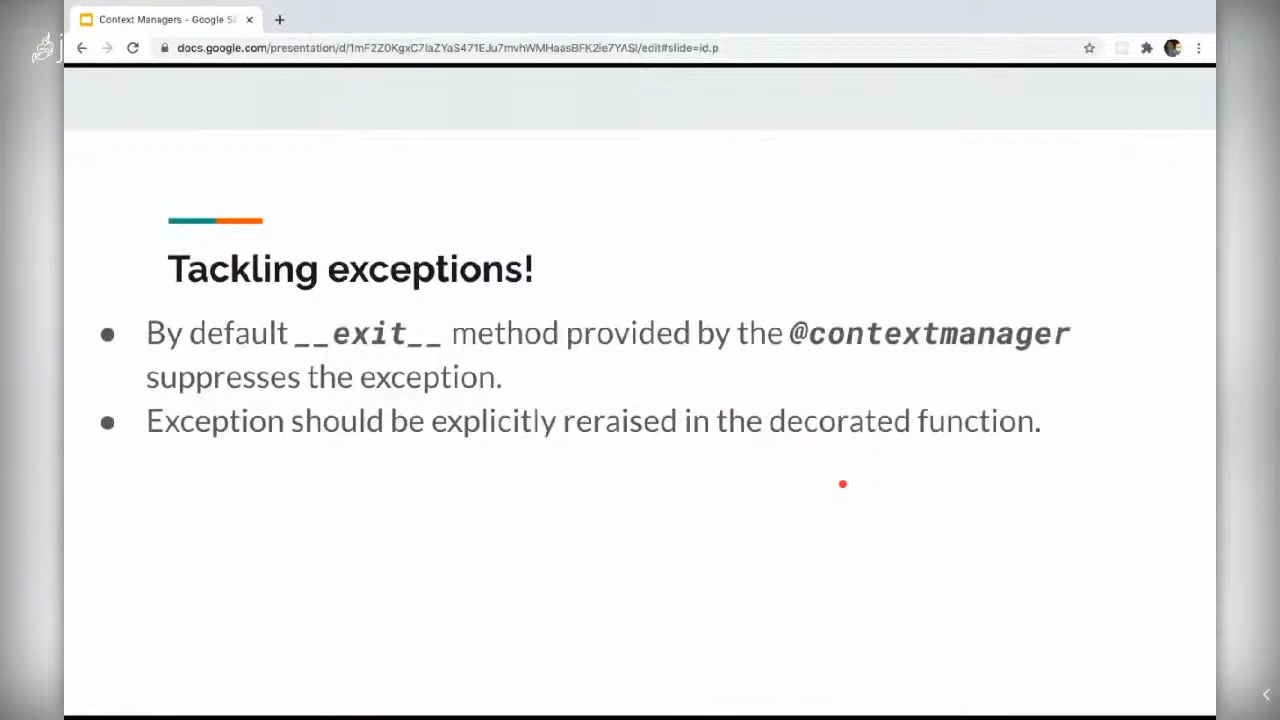 Context Managers - Google Sl
docs.google.com/presentation/d/1mF2Z0KgxC7IaZYaS471EJu7mvhWMHaasBFK2ie7YASI/edit#slide=id.p
Tackling exceptions!
● By default __exit__ method provided by the @contextmanager
suppresses the exception.
● Exception should be explicitly reraised in the decorated function.